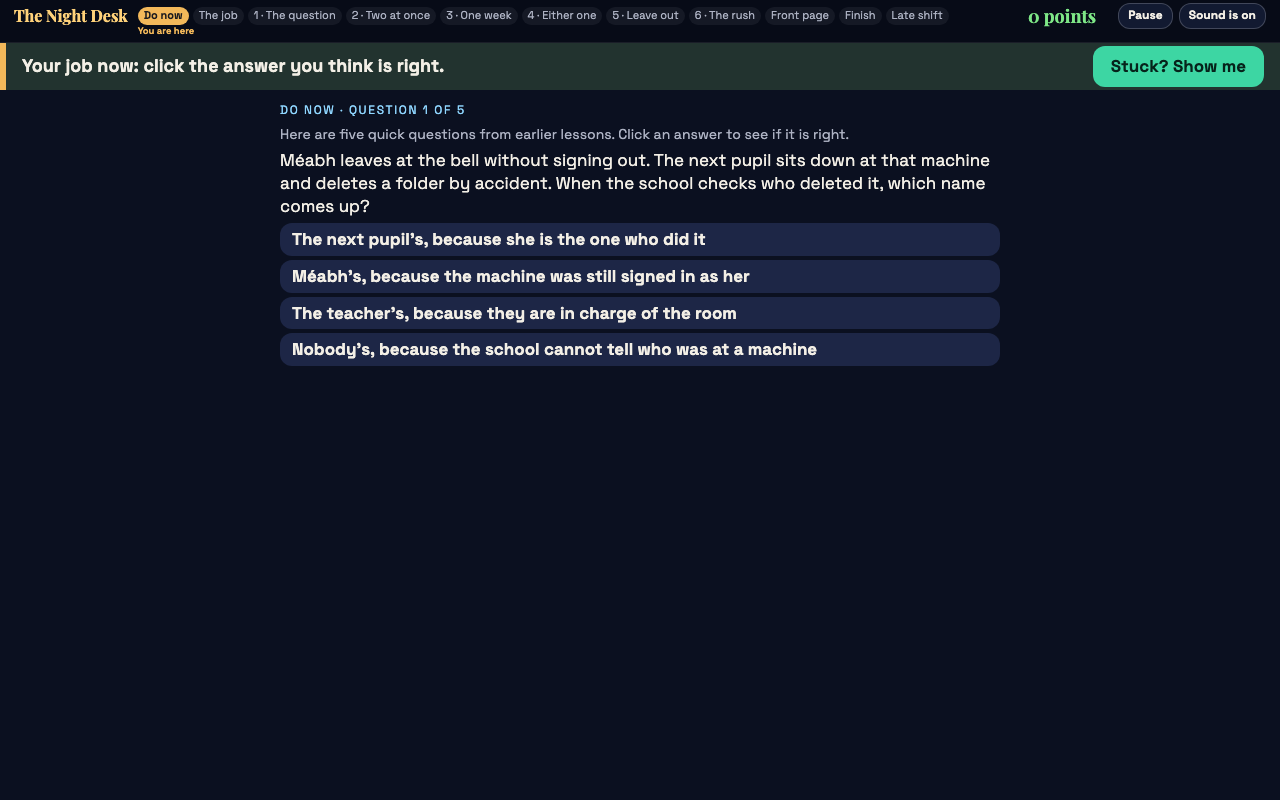 The Night Desk
Do now
The job
1 · The question
2 · Two at once
3 · One week
4 · Either one
5 · Leave out
6 · The rush
Front page
Finish
Late shift
0 points
Pause
Sound is on
You are here
Your job now: click the answer you think is right.
Stuck? Show me
DO NOW · QUESTION 1 OF 5
Here are five quick questions from earlier lessons. Click an answer to see if it is right.
Méabh leaves at the bell without signing out. The next pupil sits down at that machine
and deletes a folder by accident. When the school checks who deleted it, which name
comes up?
The next pupil’s, because she is the one who did it
Méabh’s, because the machine was still signed in as her
The teacher’s, because they are in charge of the room
Nobody’s, because the school cannot tell who was at a machine